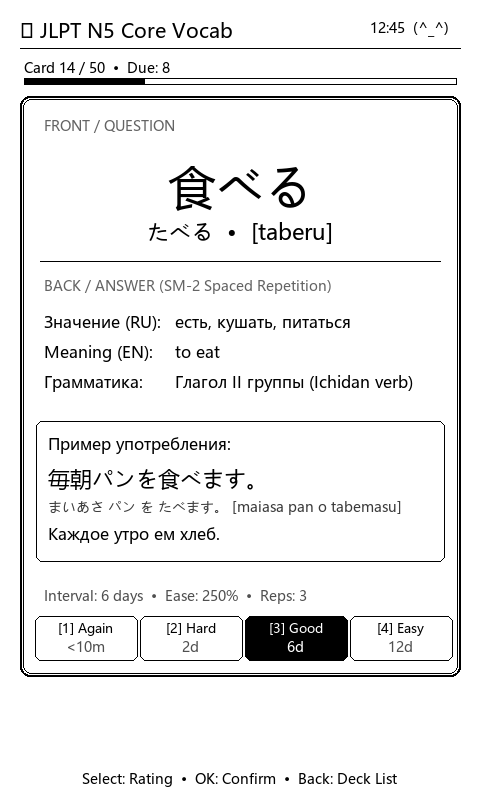 JLPT N5 Core Vocab 12:45 (^_^)
Card 14 / 50 • Due: 8
FRONT / QUESTION
食べる
たべる • [taberu]
BACK / ANSWER (SM-2 Spaced Repetition)
Значение (RU): есть, кушать, питаться
Meaning (EN): to eat
Грамматика: Глагол II группы (Ichidan verb)
Пример употребления:
毎朝パンを食べます。
まいあさ パン を たべます。 [maiasa pan o tabemasu]
Каждое утро ем хлеб.
Interval: 6 days • Ease: 250% • Reps: 3
[1] Again [2] Hard [3] Good [4] Easy
<10m 2d 6d 12d
Select: Rating • OK: Confirm • Back: Deck List